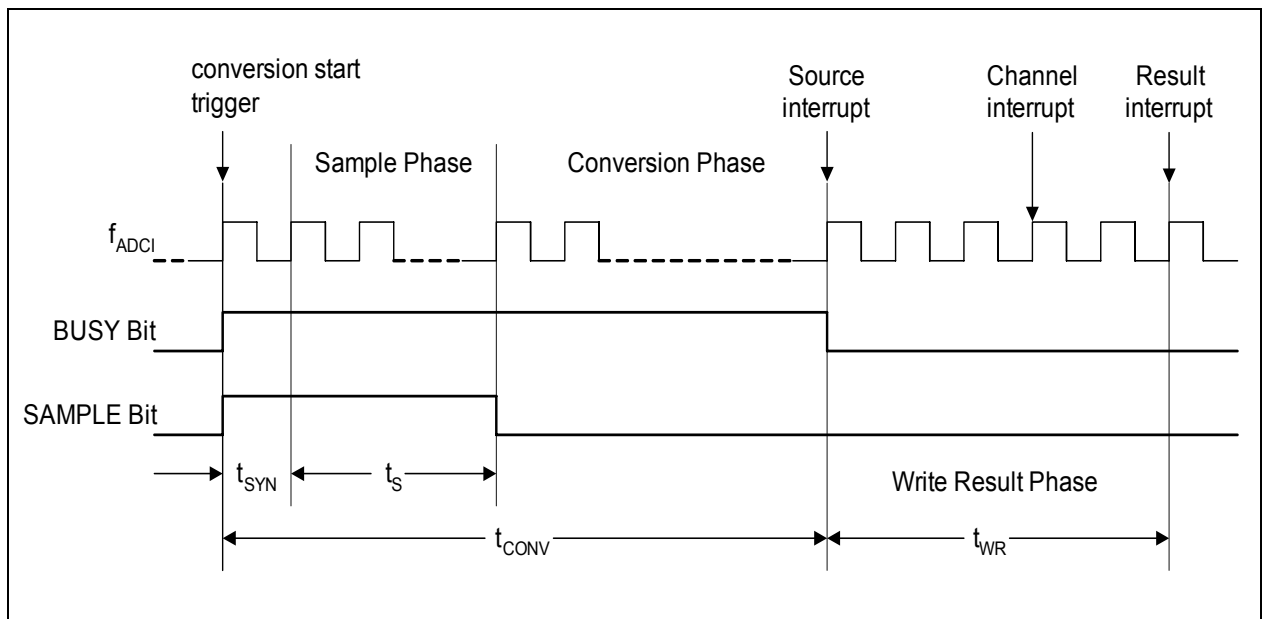 conversion start
trigger
Source
interrupt
Channel
interrupt
Result
interrupt
Sample Phase
Conversion Phase
fADCI
BUSY Bit
SAMPLE Bit
tSYN
tS
Write Result Phase
tCONV
tWR